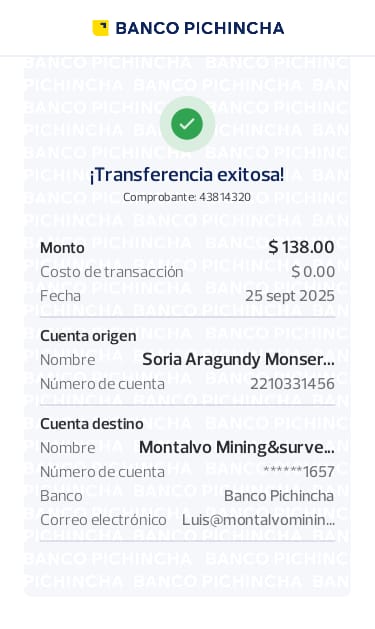 BANCO PICHINCHA
¡Transferencia exitosa!
Comprobante: 43814320
Monto $ 138.00
Costo de transacción $ 0.00
Fecha 25 sept 2025
Cuenta origen
Nombre Soria Aragundy Monser...
Número de cuenta 2210331456
Cuenta destino
Nombre Montalvo Mining&surve...
Número de cuenta ******1657
Banco Banco Pichincha
Correo electrónico Luis@montalvominin...